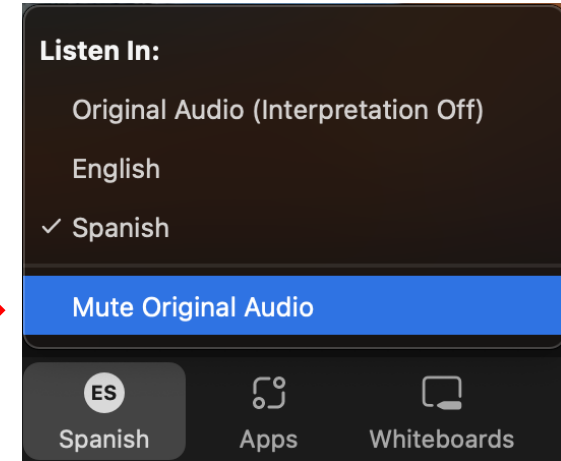 Listen In:
Original Audio (Interpretation Off)
English
✓ Spanish
Mute Original Audio
ES
Spanish Apps Whiteboards